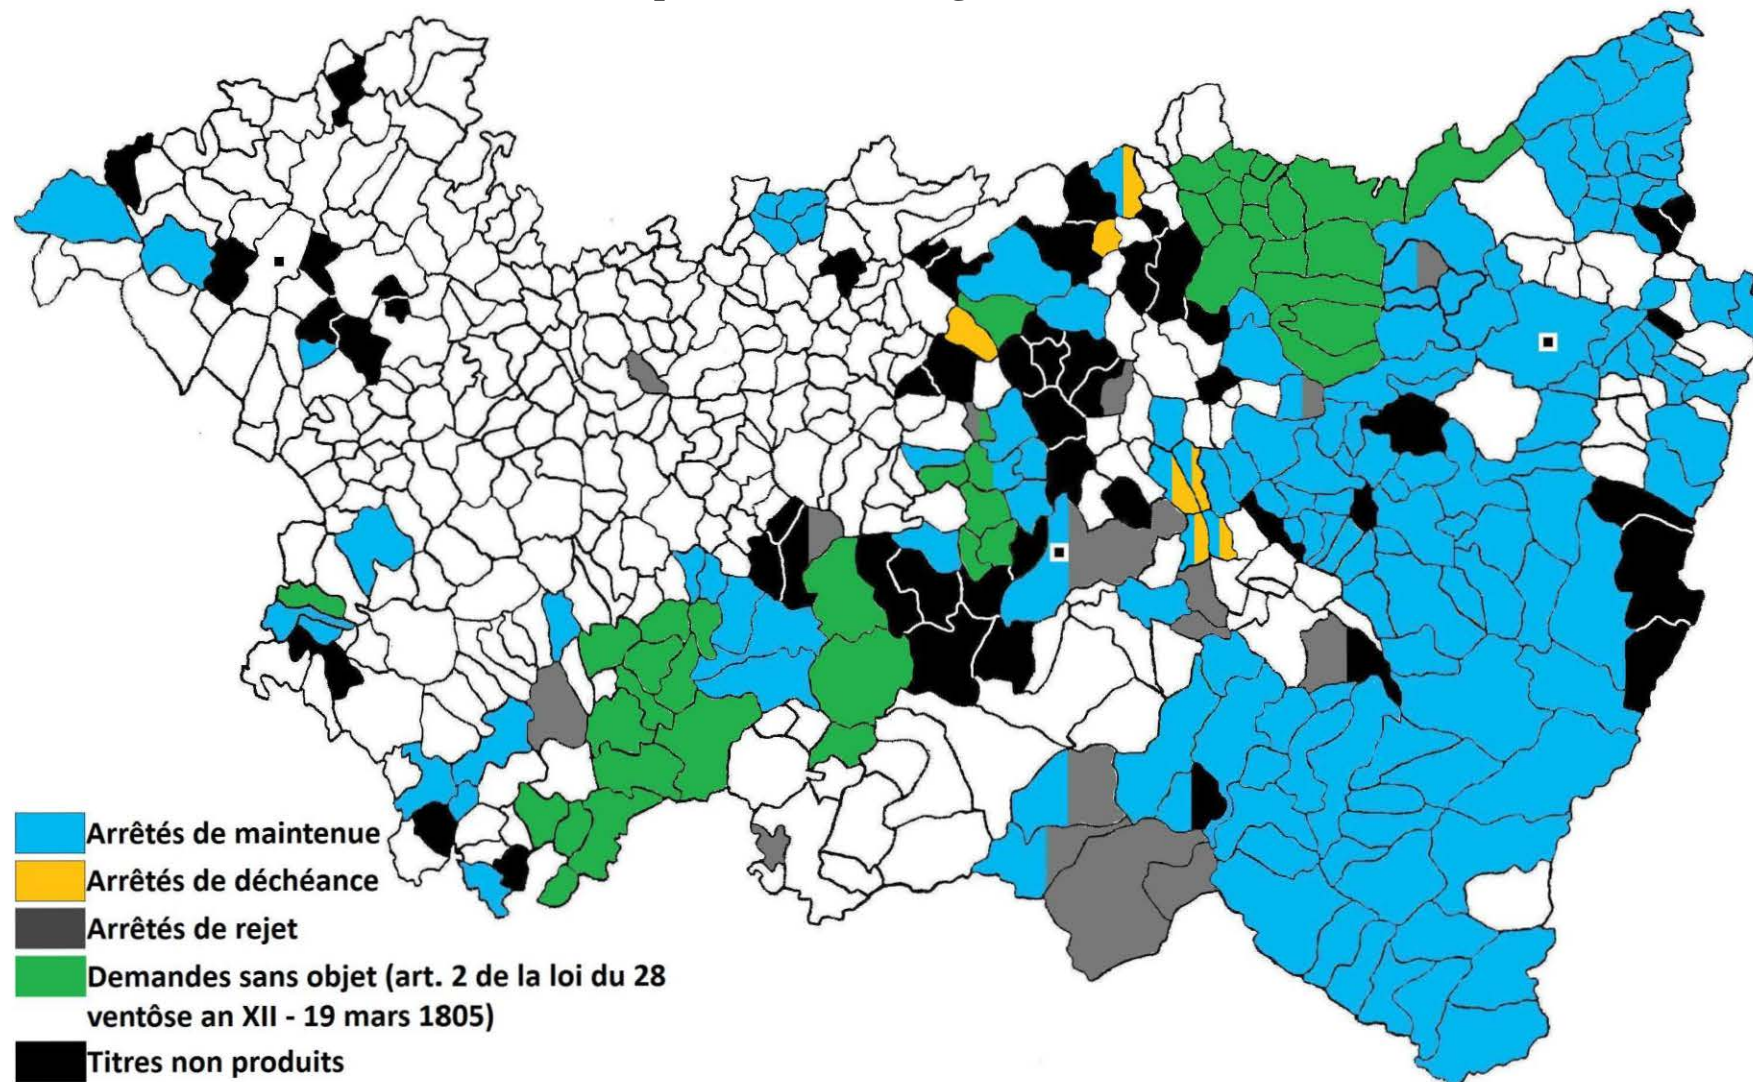 Arrêtés de maintenue
Arrêtés de déchéance
Arrêtés de rejet
Demandes sans objet (art. 2 de la loi du 28
ventôse an XII - 19 mars 1805)
Titres non produits